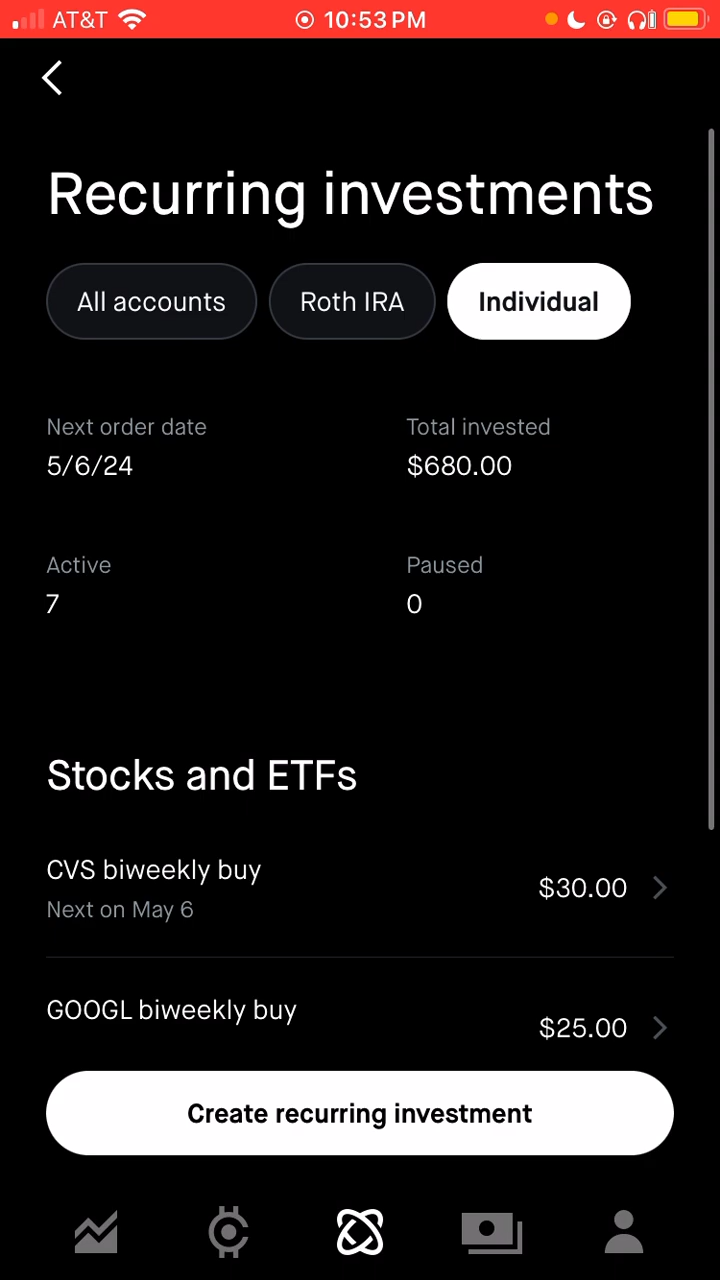 AT&T 10:53 PM
Recurring investments
All accounts Roth IRA Individual
Next order date Total invested
5/6/24 $680.00
Active Paused
7 0
Stocks and ETFs
CVS biweekly buy
$30.00
Next on May 6
GOOGL biweekly buy
$25.00
Create recurring investment